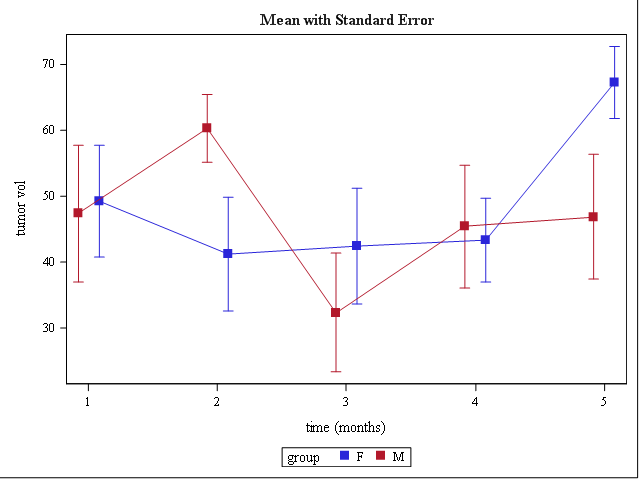 Mean with Standard Error
tumor vol
70
60
50
40
30
1 2 3 4 5
time (months)
group F M